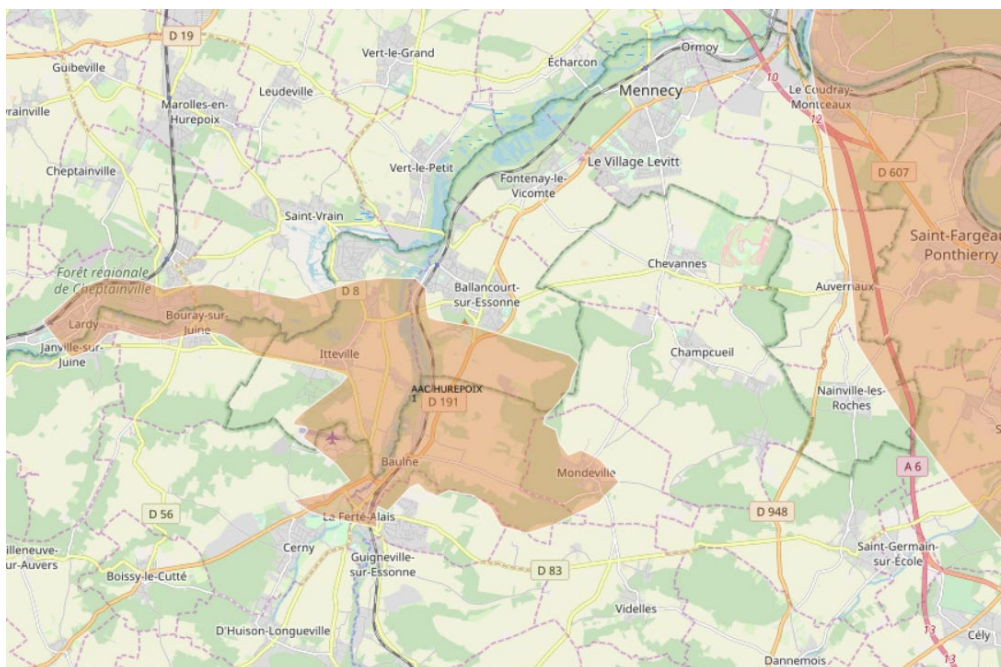 D 19
Guibeville
Vert-le-Grand
Écharcon
Ormoy
10
Leudeville
Mennecy
Le Coudray-
Montceaux
Marolles-en-
Hurepoix
12
Cheptainville
Vert-le-Petit
Le Village Levitt
D 607
Fontenay-le-
Vicomte
Saint-Vrain
Saint-Fargeau-
Ponthierry
Forêt régionale
de Cheptainville
Chevannes
D 8
Ballancourt-
sur-Essonne
Auvernaux
Lardy
Bouray-sur-
Juine
Janville-sur-
Juine
Itteville
Champcueil
AAC HUREPOIX
1
D 191
Nainville-les-
Roches
Baulne
Mondeville
A 6
D 56
La Ferté-Alais
D 948
Cerny
Guigneville-
sur-Essonne
Saint-Germain-
sur-École
Boissy-le-Cutté
D 83
Videlles
D'Huison-Longueville
13
Cély
Dannemois
13